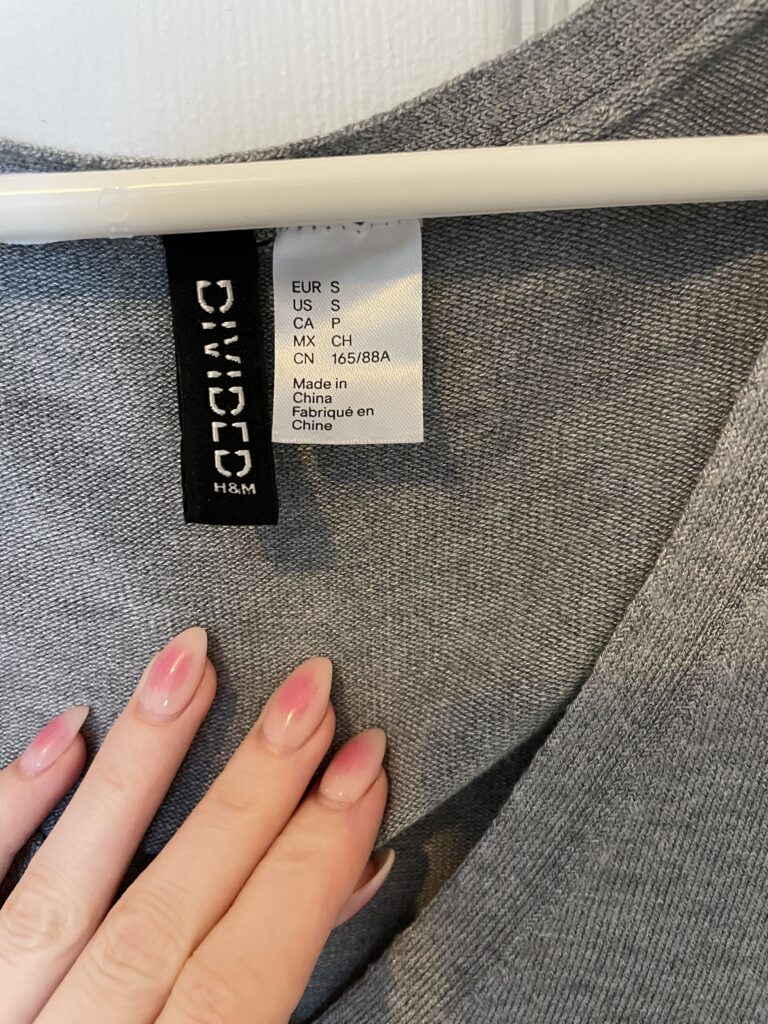 DIVIDED
H&M
EUR S
US S
CA P
MX CH
CN 165/88A
Made in
China
Fabriqué en
Chine